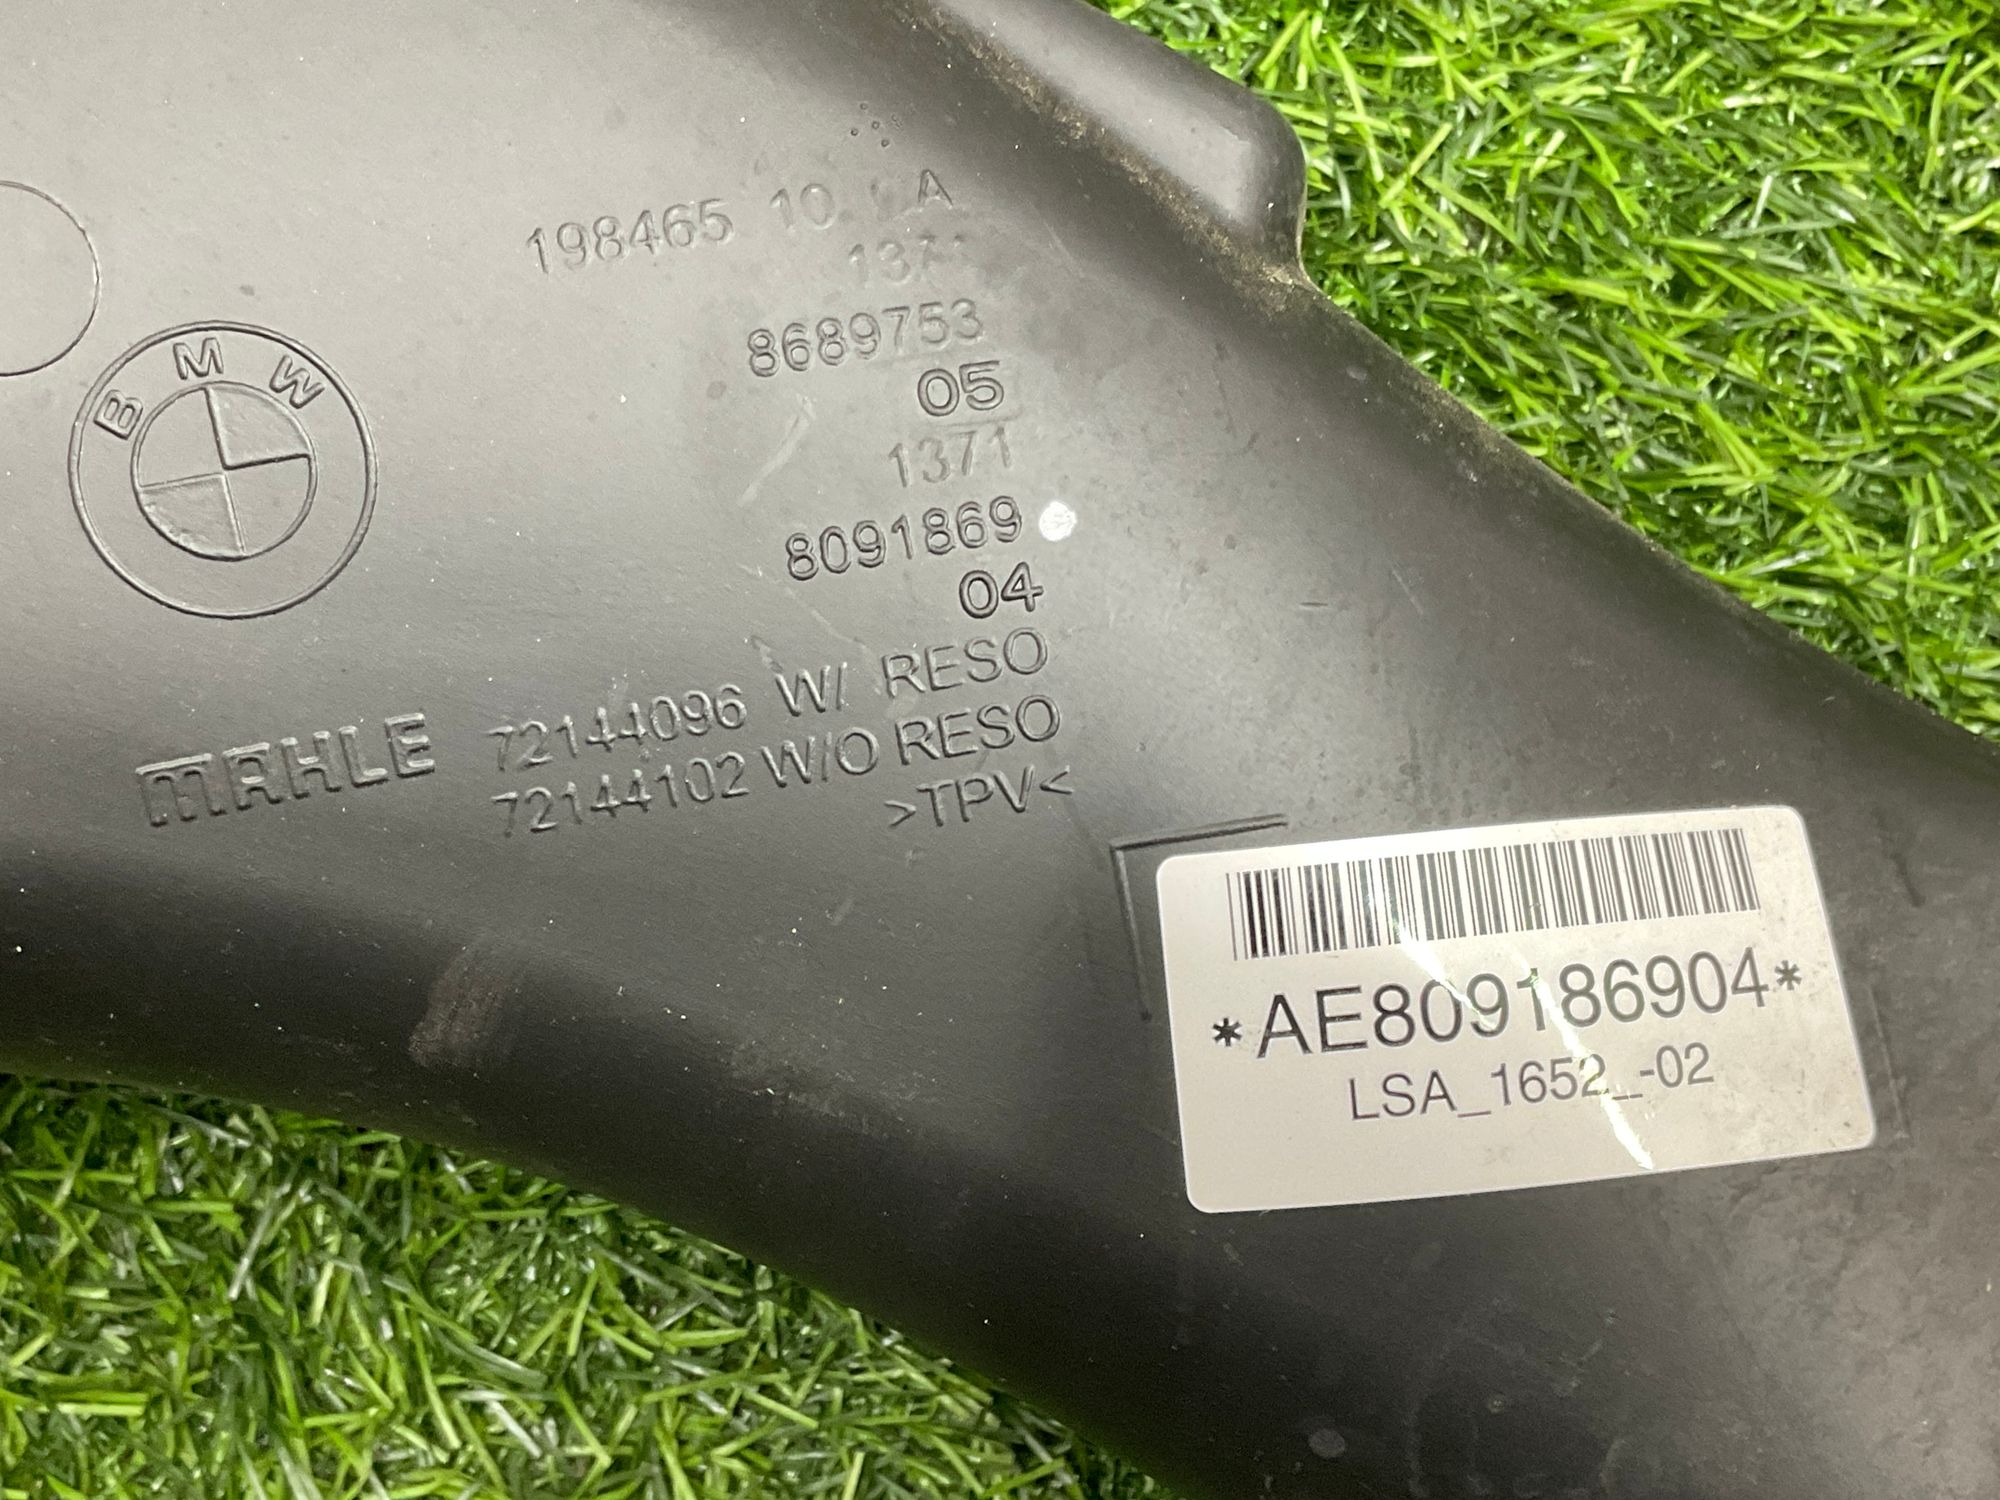 198465 10 A
8689753
05
1371
8091869
04
BMW
MAHLE 72144096 W/ RESO
72144102 W/O RESO
>TPV<
*AE809186904*
LSA_1652_-02